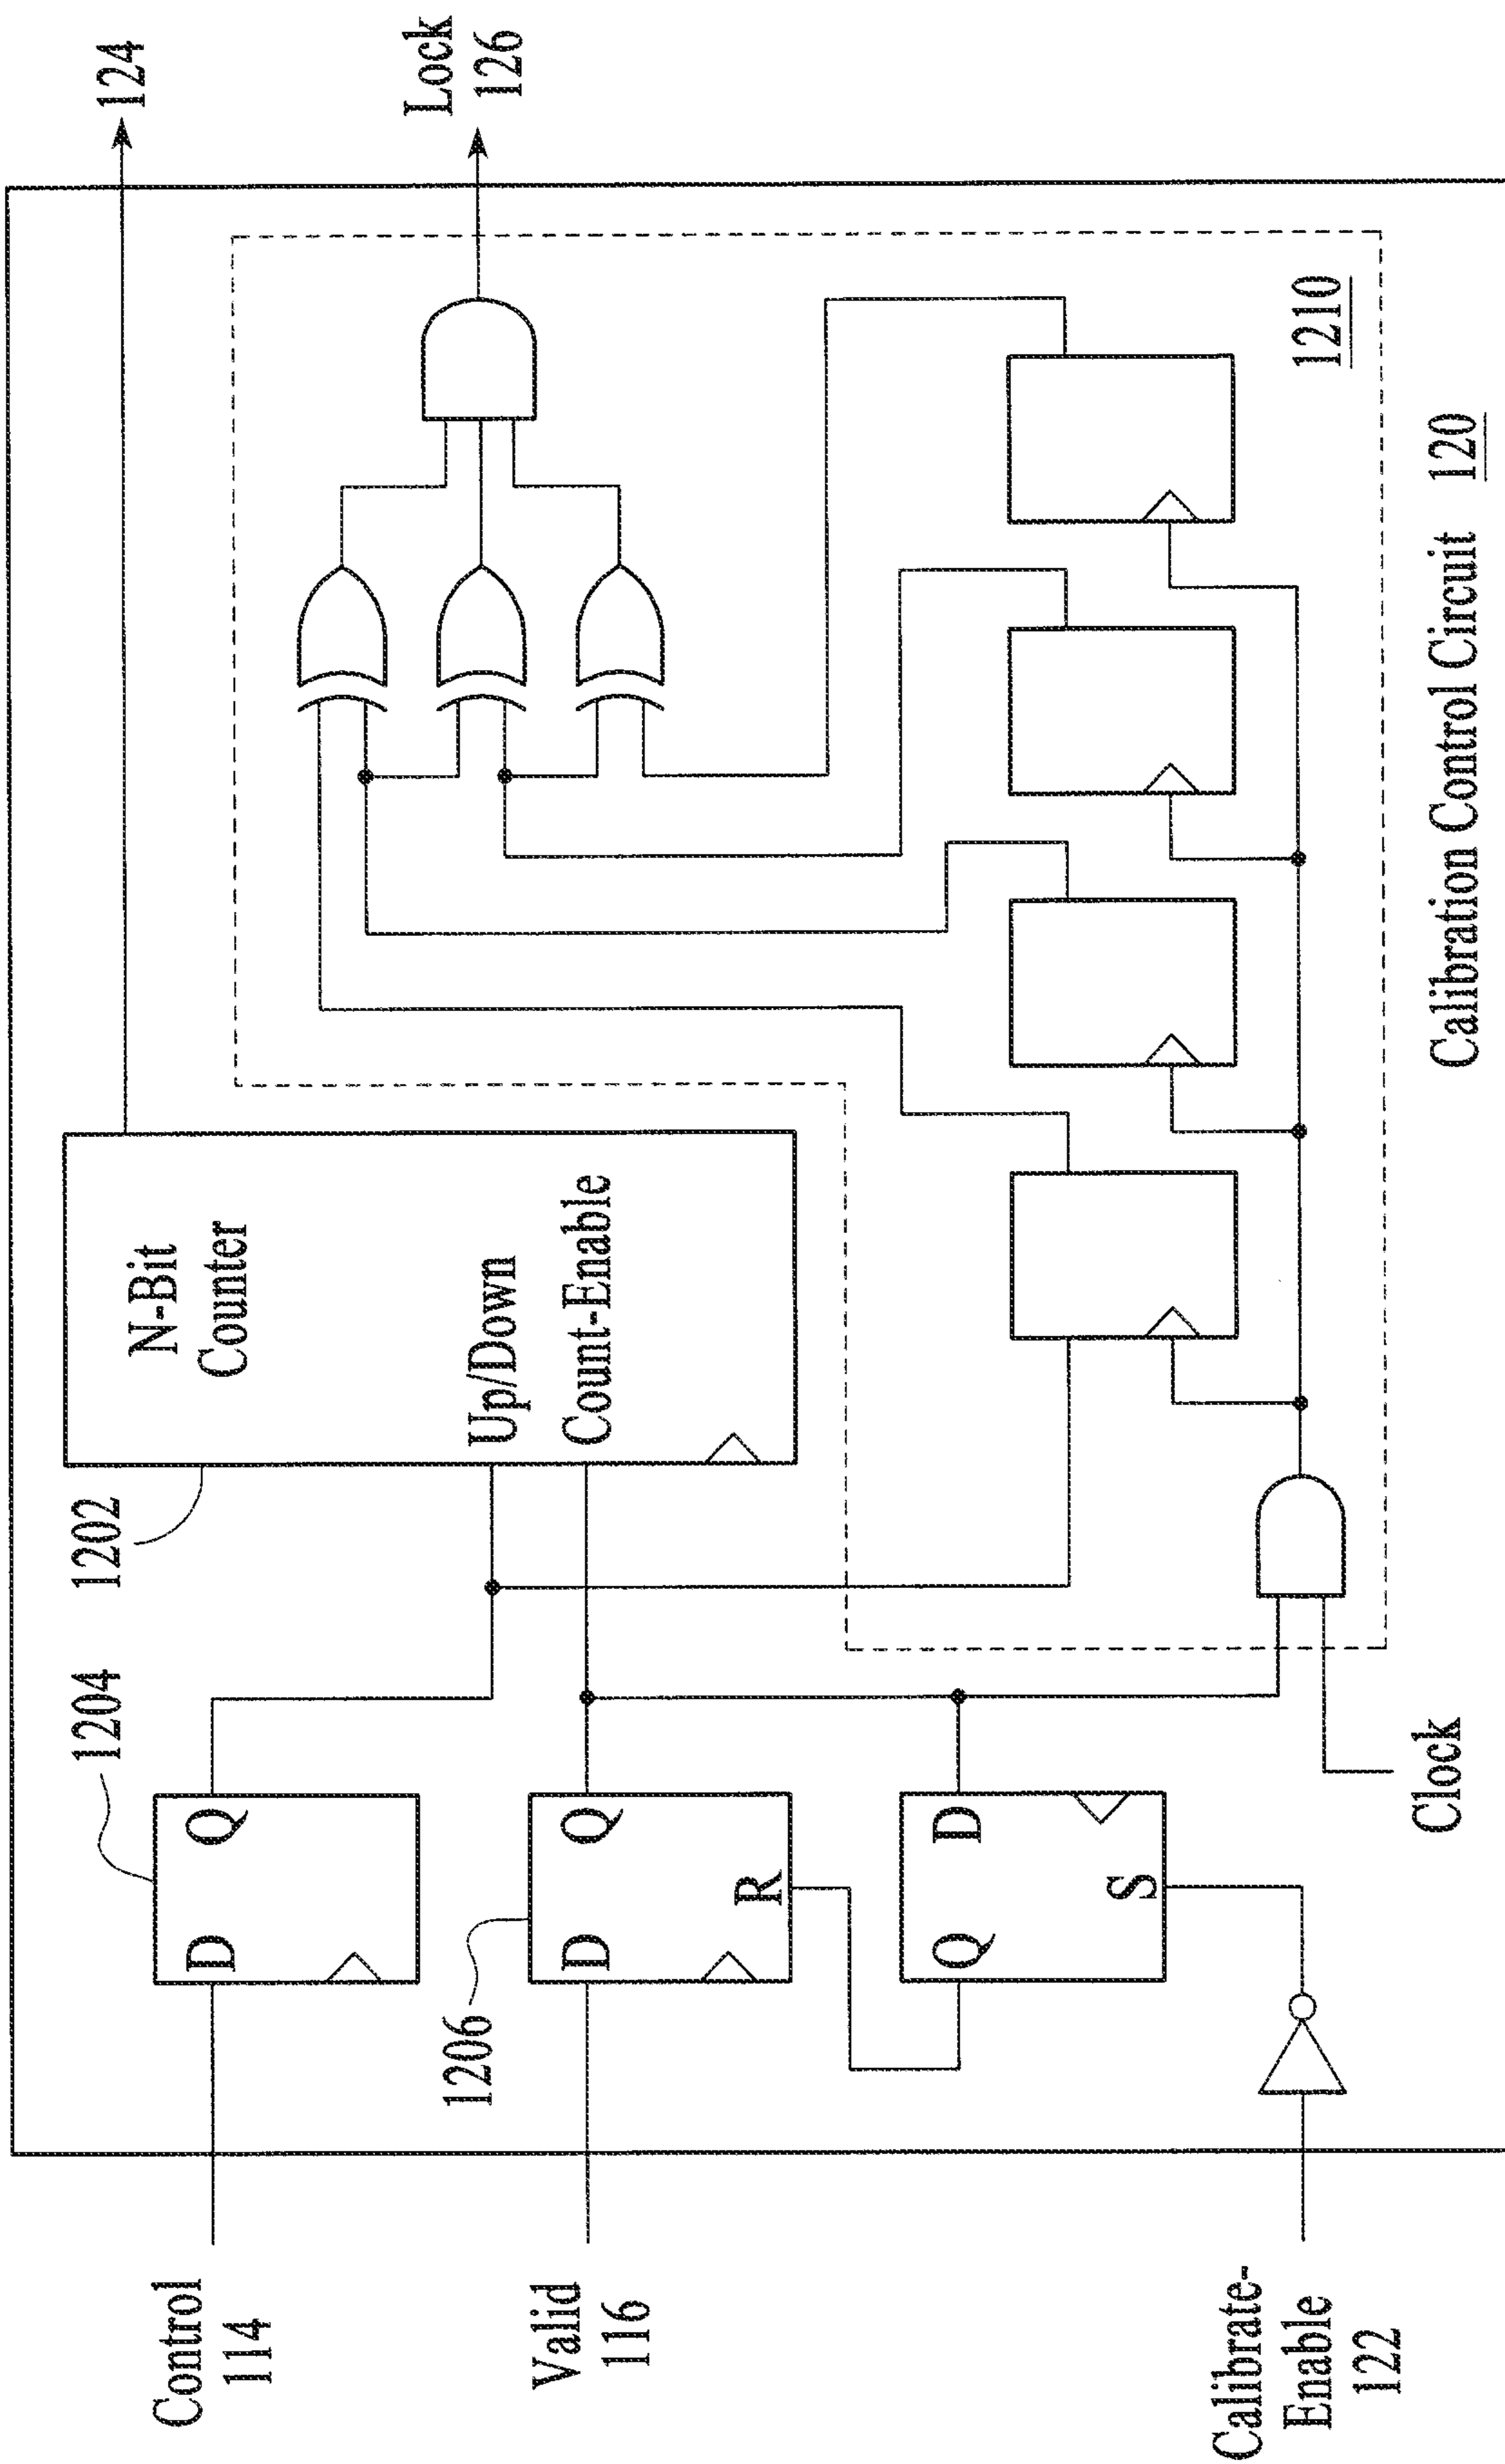 124
Lock
126
N-Bit
Counter
Up/Down
Count-Enable
1202
1204
D
Q
Control
114
1206
D
Q
R
Valid
116
Q
D
S
Calibrate-
Enable
122
Clock
1210
Calibration Control Circuit 120